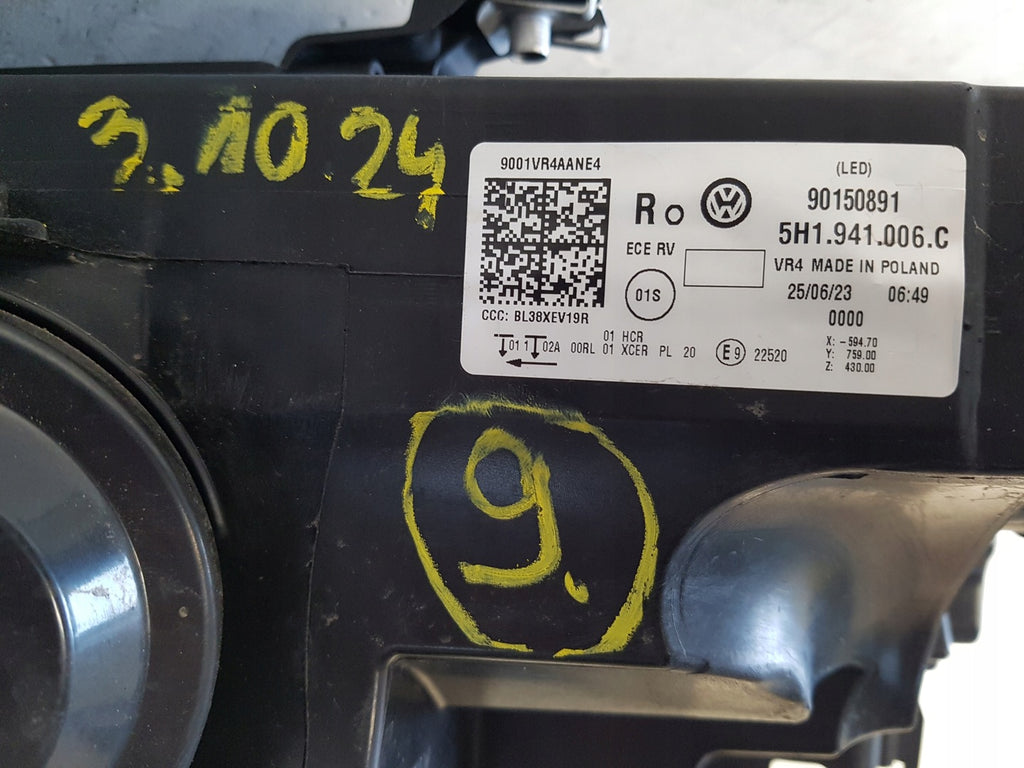 3. 10 24
9001VR4AANE4
(LED)
R
90150891
5H1.941.006.C
ECE RV
VR4 MADE IN POLAND
01S
25/06/23 06:49
0000
CCC: BL38XEV19R
01 HCR
01 1 02A 00RL 01 XCER PL 20
E9 22520
X: -594.70
Y: 759.00
Z: 430.00
9.